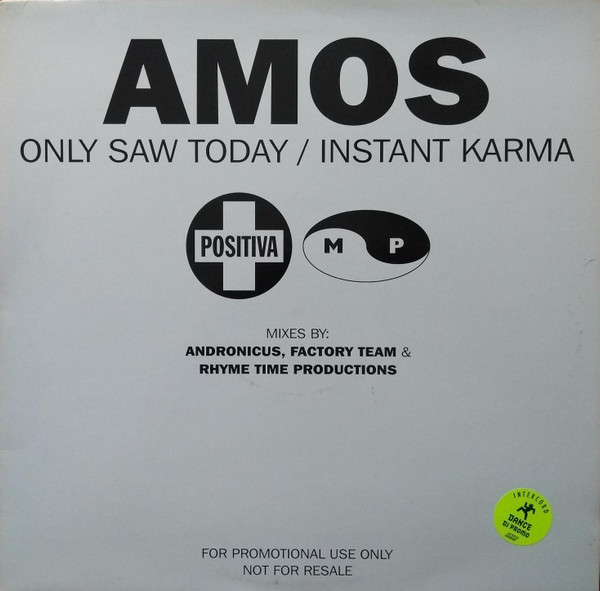 AMOS
ONLY SAW TODAY / INSTANT KARMA
POSITIVA
M P
MIXES BY:
ANDRONICUS, FACTORY TEAM &
RHYME TIME PRODUCTIONS
INTERCORD
DANCE
DJ PROMO
FOR PROMOTIONAL USE ONLY
NOT FOR RESALE